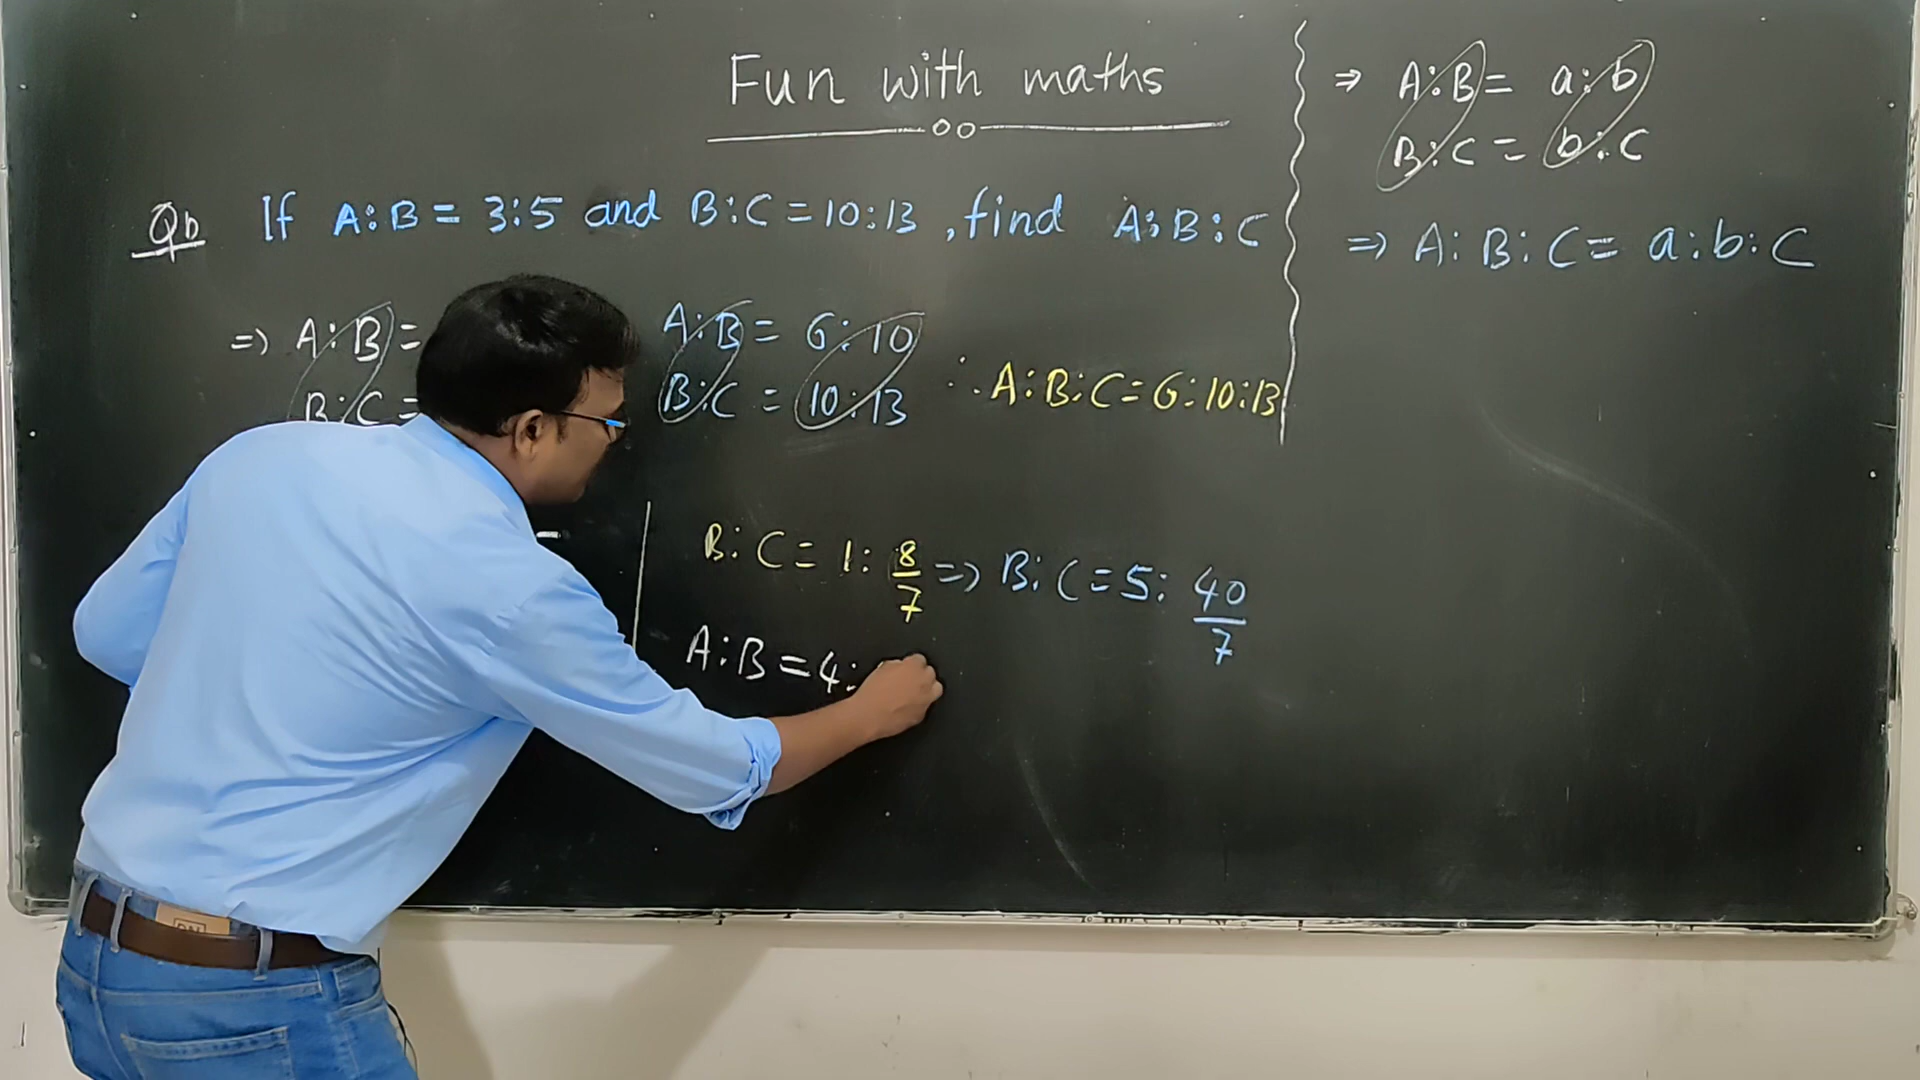 Fun with maths
Qb If A:B = 3:5 and B:C = 10:13, find A:B:C
⇒ A:B =
B:C =
A:B = 6:10
B:C = 10:13
∴ A:B:C = 6:10:13
B:C = 1: 8/7 ⇒ B:C = 5: 40/7
A:B = 4:
⇒ A:B = a:b
B:C = b:c
⇒ A:B:C = a:b:c